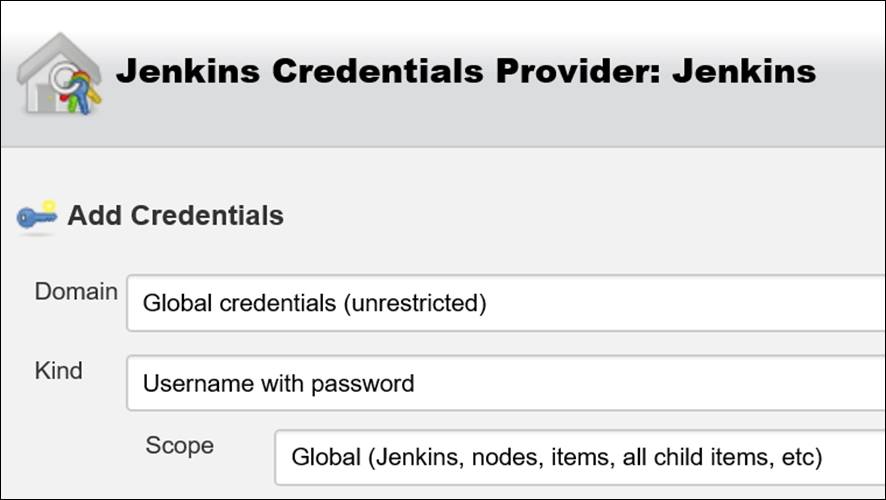 Jenkins Credentials Provider: Jenkins
Add Credentials
Domain
Global credentials (unrestricted)
Kind
Username with password
Scope
Global (Jenkins, nodes, items, all child items, etc)